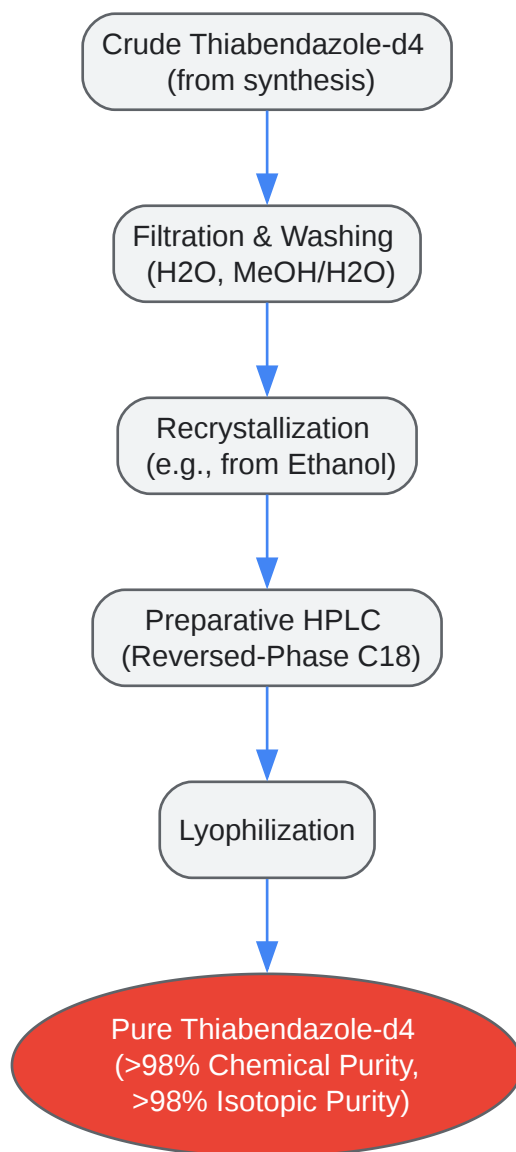 Crude Thiabendazole-d4
(from synthesis)
Filtration & Washing
(H2O, MeOH/H2O)
Recrystallization
(e.g., from Ethanol)
Preparative HPLC
(Reversed-Phase C18)
Lyophilization
Pure Thiabendazole-d4
(>98% Chemical Purity,
>98% Isotopic Purity)